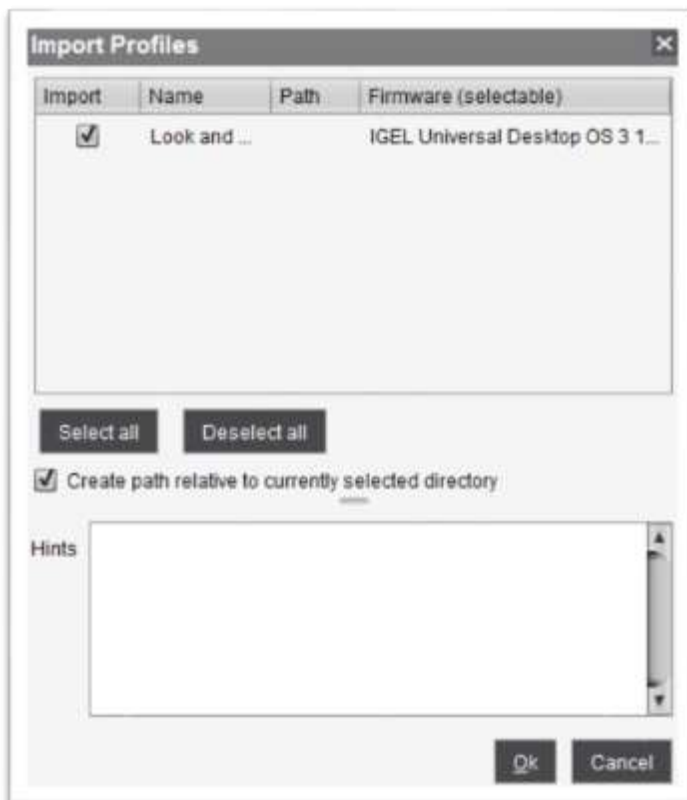 Import Profiles
Import Name Path Firmware (selectable)
Look and ... IGEL Universal Desktop OS 3 1...
Select all Deselect all
Create path relative to currently selected directory
Hints
Ok Cancel